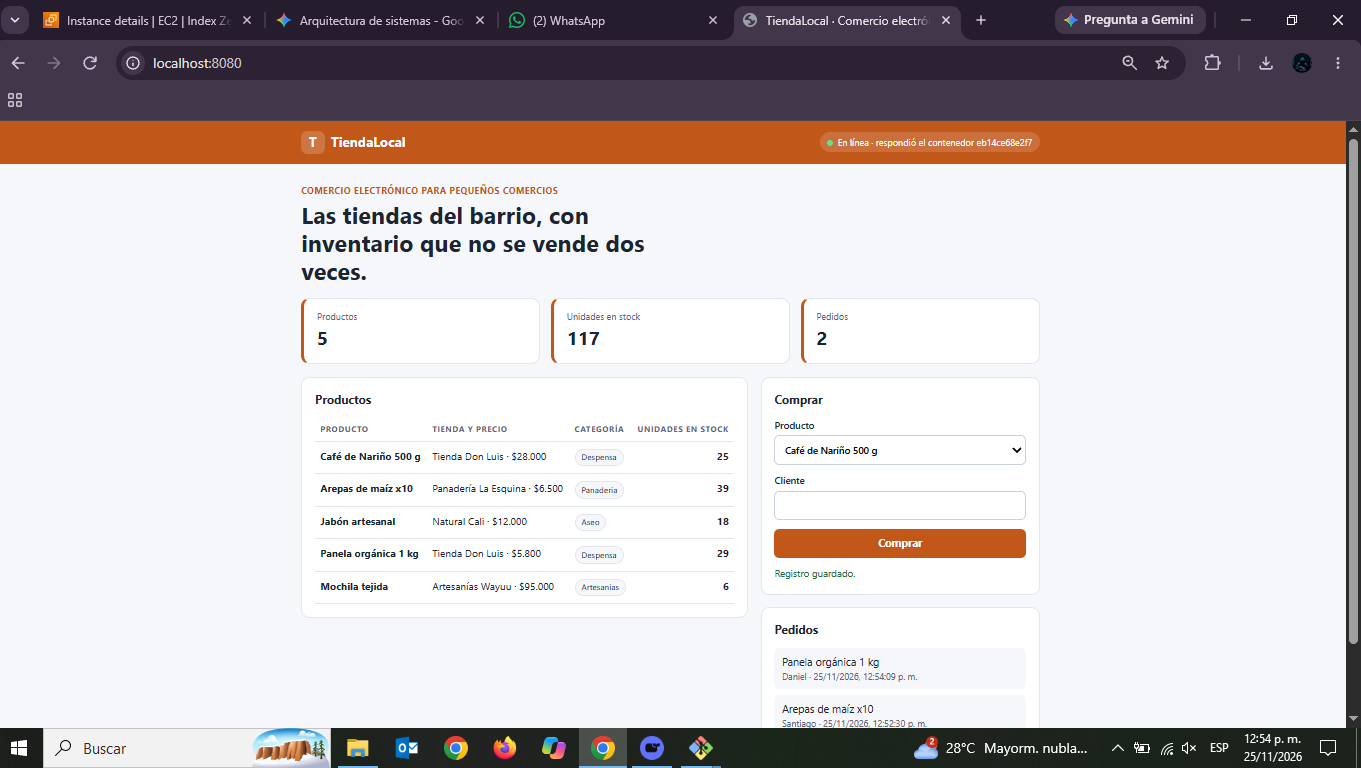 Instance details | EC2 | Index Ze
Arquitectura de sistemas - Goo
(2) WhatsApp
TiendaLocal · Comercio electró
Pregunta a Gemini
localhost:8080
T TiendaLocal
En línea · respondió el contenedor eb14ce68e2f7
COMERCIO ELECTRÓNICO PARA PEQUEÑOS COMERCIOS
Las tiendas del barrio, con
inventario que no se vende dos
veces.
Productos
5
Unidades en stock
117
Pedidos
2
Productos
PRODUCTO TIENDA Y PRECIO CATEGORÍA UNIDADES EN STOCK
Café de Nariño 500 g Tienda Don Luis · $28.000 Despensa 25
Arepas de maíz x10 Panadería La Esquina · $6.500 Panadería 39
Jabón artesanal Natural Cali · $12.000 Aseo 18
Panela orgánica 1 kg Tienda Don Luis · $5.800 Despensa 29
Mochila tejida Artesanías Wayuu · $95.000 Artesanías 6
Comprar
Producto
Café de Nariño 500 g
Cliente
Comprar
Registro guardado.
Pedidos
Panela orgánica 1 kg
Daniel · 25/11/2026, 12:54:09 p. m.
Arepas de maíz x10
Santiago · 25/11/2026, 12:52:30 p. m.
Buscar
2
28°C Mayorm. nubla...
ESP
12:54 p. m.
25/11/2026